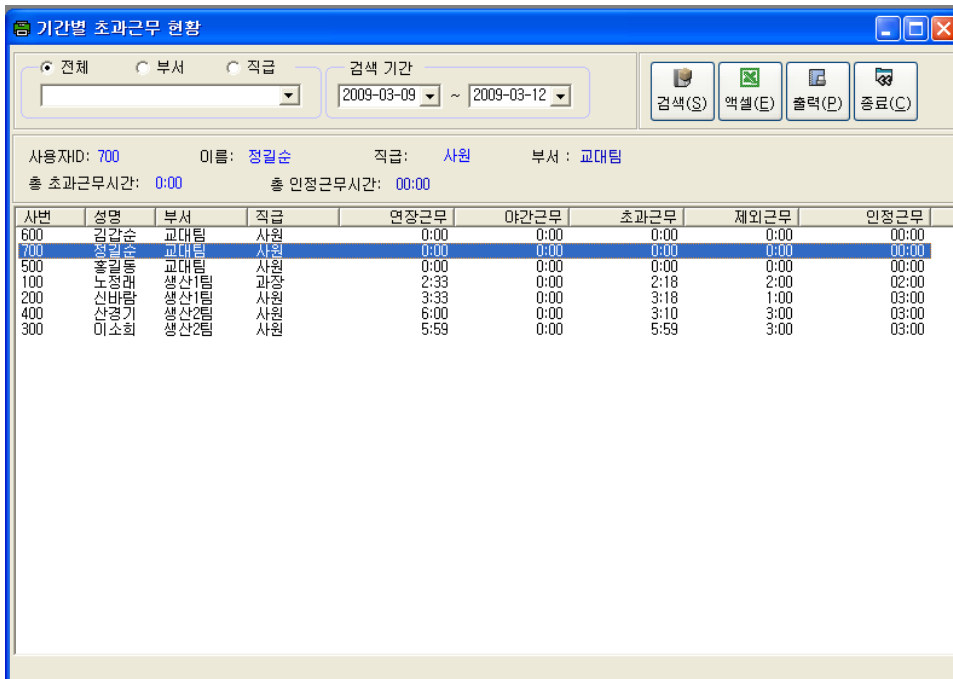 기간별 초과근무 현황
전체 부서 직급 검색 기간
2009-03-09 ~ 2009-03-12
검색(S) 액셀(E) 출력(P) 종료(C)
사용자ID: 700 이름: 정길순 직급: 사원 부서 : 교대팀
총 초과근무시간: 0:00 총 인정근무시간: 00:00
사번 성명 부서 직급 연장근무 야간근무 초과근무 제외근무 인정근무
600 김갑순 교대팀 사원 0:00 0:00 0:00 0:00 00:00
700 정길순 교대팀 사원 0:00 0:00 0:00 0:00 00:00
500 홍길동 교대팀 사원 0:00 0:00 0:00 0:00 00:00
100 노정래 생산1팀 과장 2:33 0:00 2:18 2:00 02:00
200 신바람 생산1팀 사원 3:33 0:00 3:18 1:00 03:00
400 산경기 생산2팀 사원 6:00 0:00 3:10 3:00 03:00
300 이소희 생산2팀 사원 5:59 0:00 5:59 3:00 03:00